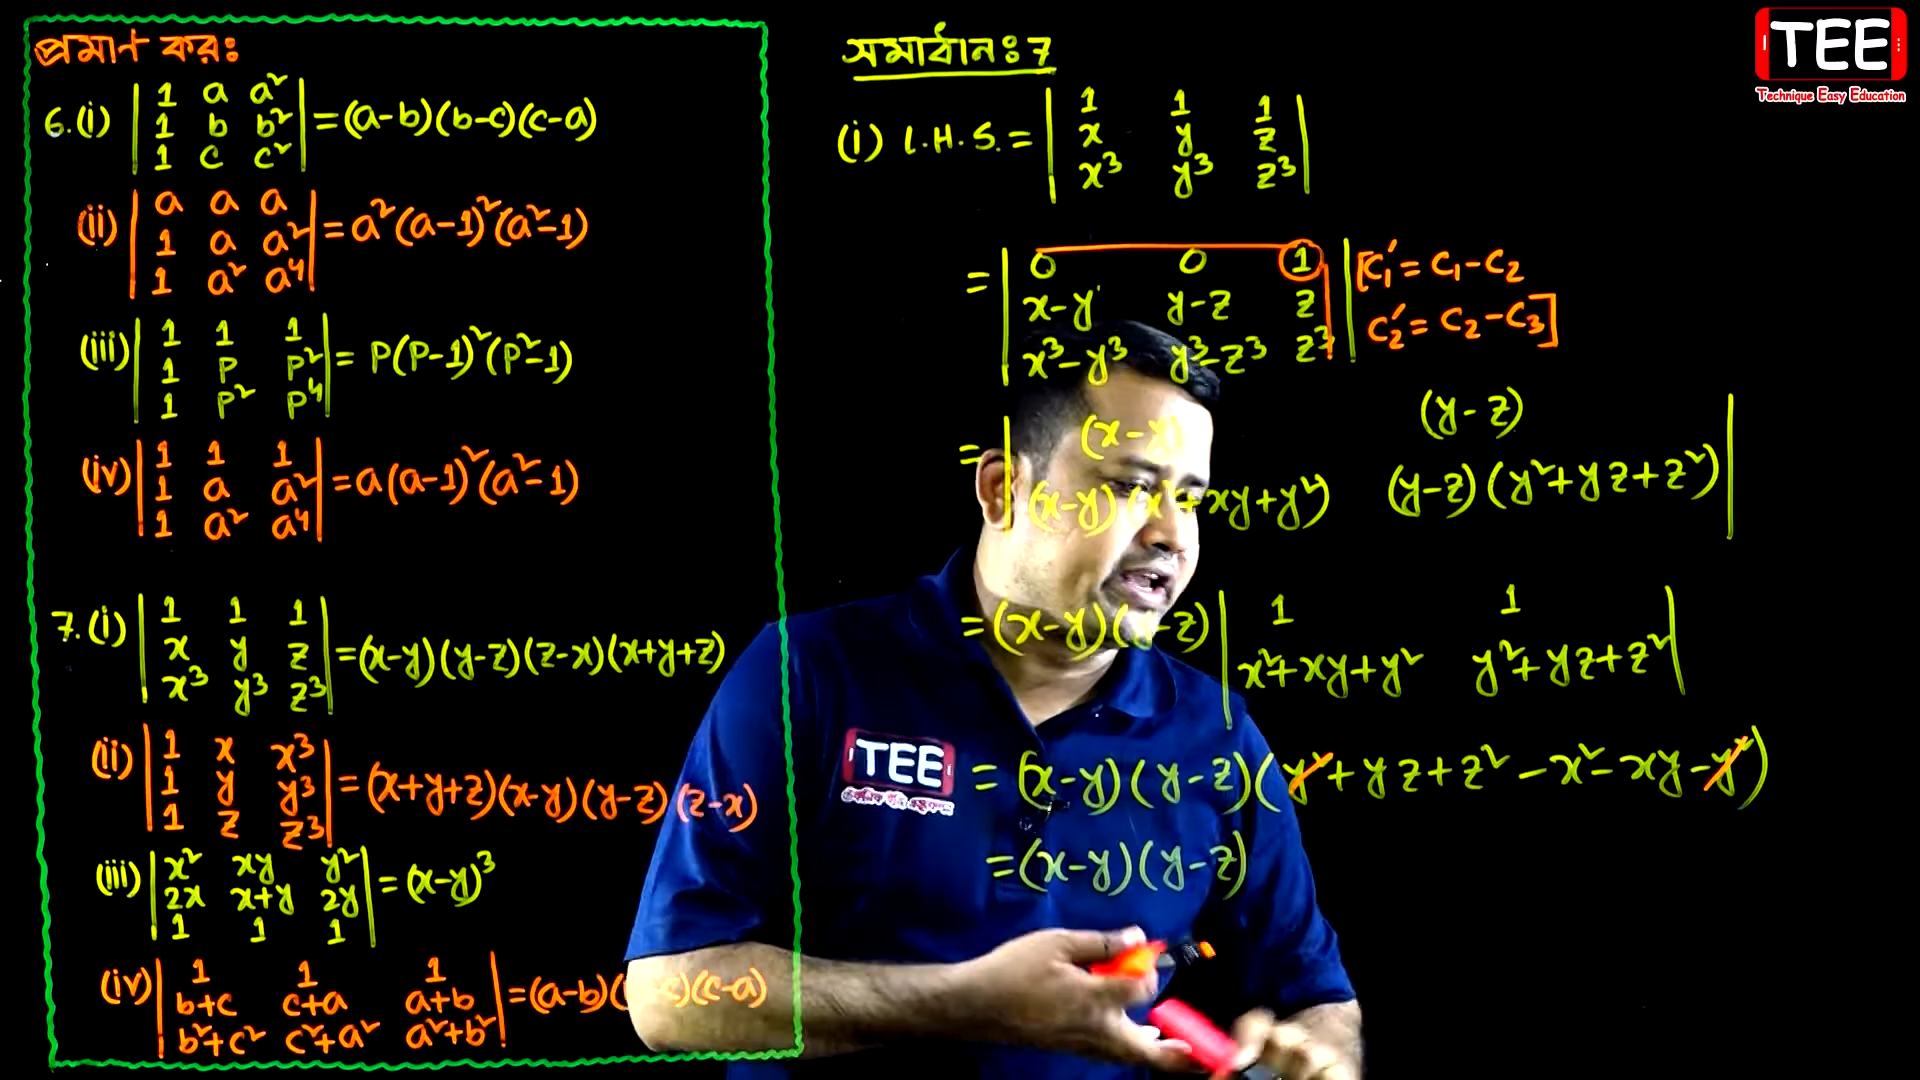 প্রমাণ করঃ
6.(i) | 1 a a² | = (a-b)(b-c)(c-a)
1 b b²
1 c c²
(ii) | a a a | = a²(a-1)²(a²-1)
1 a a²
1 a² a⁴
(iii) | 1 1 1 | = P(P-1)²(P²-1)
1 P P²
1 P² P⁴
(iv) | 1 1 1 | = a(a-1)²(a²-1)
1 a a²
1 a² a⁴
7.(i) | 1 1 1 | = (x-y)(y-z)(z-x)(x+y+z)
x y z
x³ y³ z³
(ii) | 1 x x³ | = (x+y+z)(x-y)(y-z)(z-x)
1 y y³
1 z z³
(iii) | x² xy y² | = (x-y)³
2x x+y 2y
1 1 1
(iv) | 1 1 1 | = (a-b)( c)(c-a)
b+c c+a a+b
b²+c² c²+a² a²+b²
সমাধানঃ 7
(i) L.H.S. = | 1 1 1 |
x y z
x³ y³ z³
= | 0 0 1 | [C₁′ = C₁-C₂
x-y y-z z C₂′ = C₂-C₃]
x³-y³ y³-z³ z³
= | (x-y) (y-z) |
(x-y)(x²+xy+y²) (y-z)(y²+yz+z²)
= (x-y)(y-z) | 1 1 |
x²+xy+y² y²+yz+z²
= (x-y)(y-z)(y²+yz+z²-x²-xy-y²)
= (x-y)(y-z)
TEE
Technique Easy Education
TEE